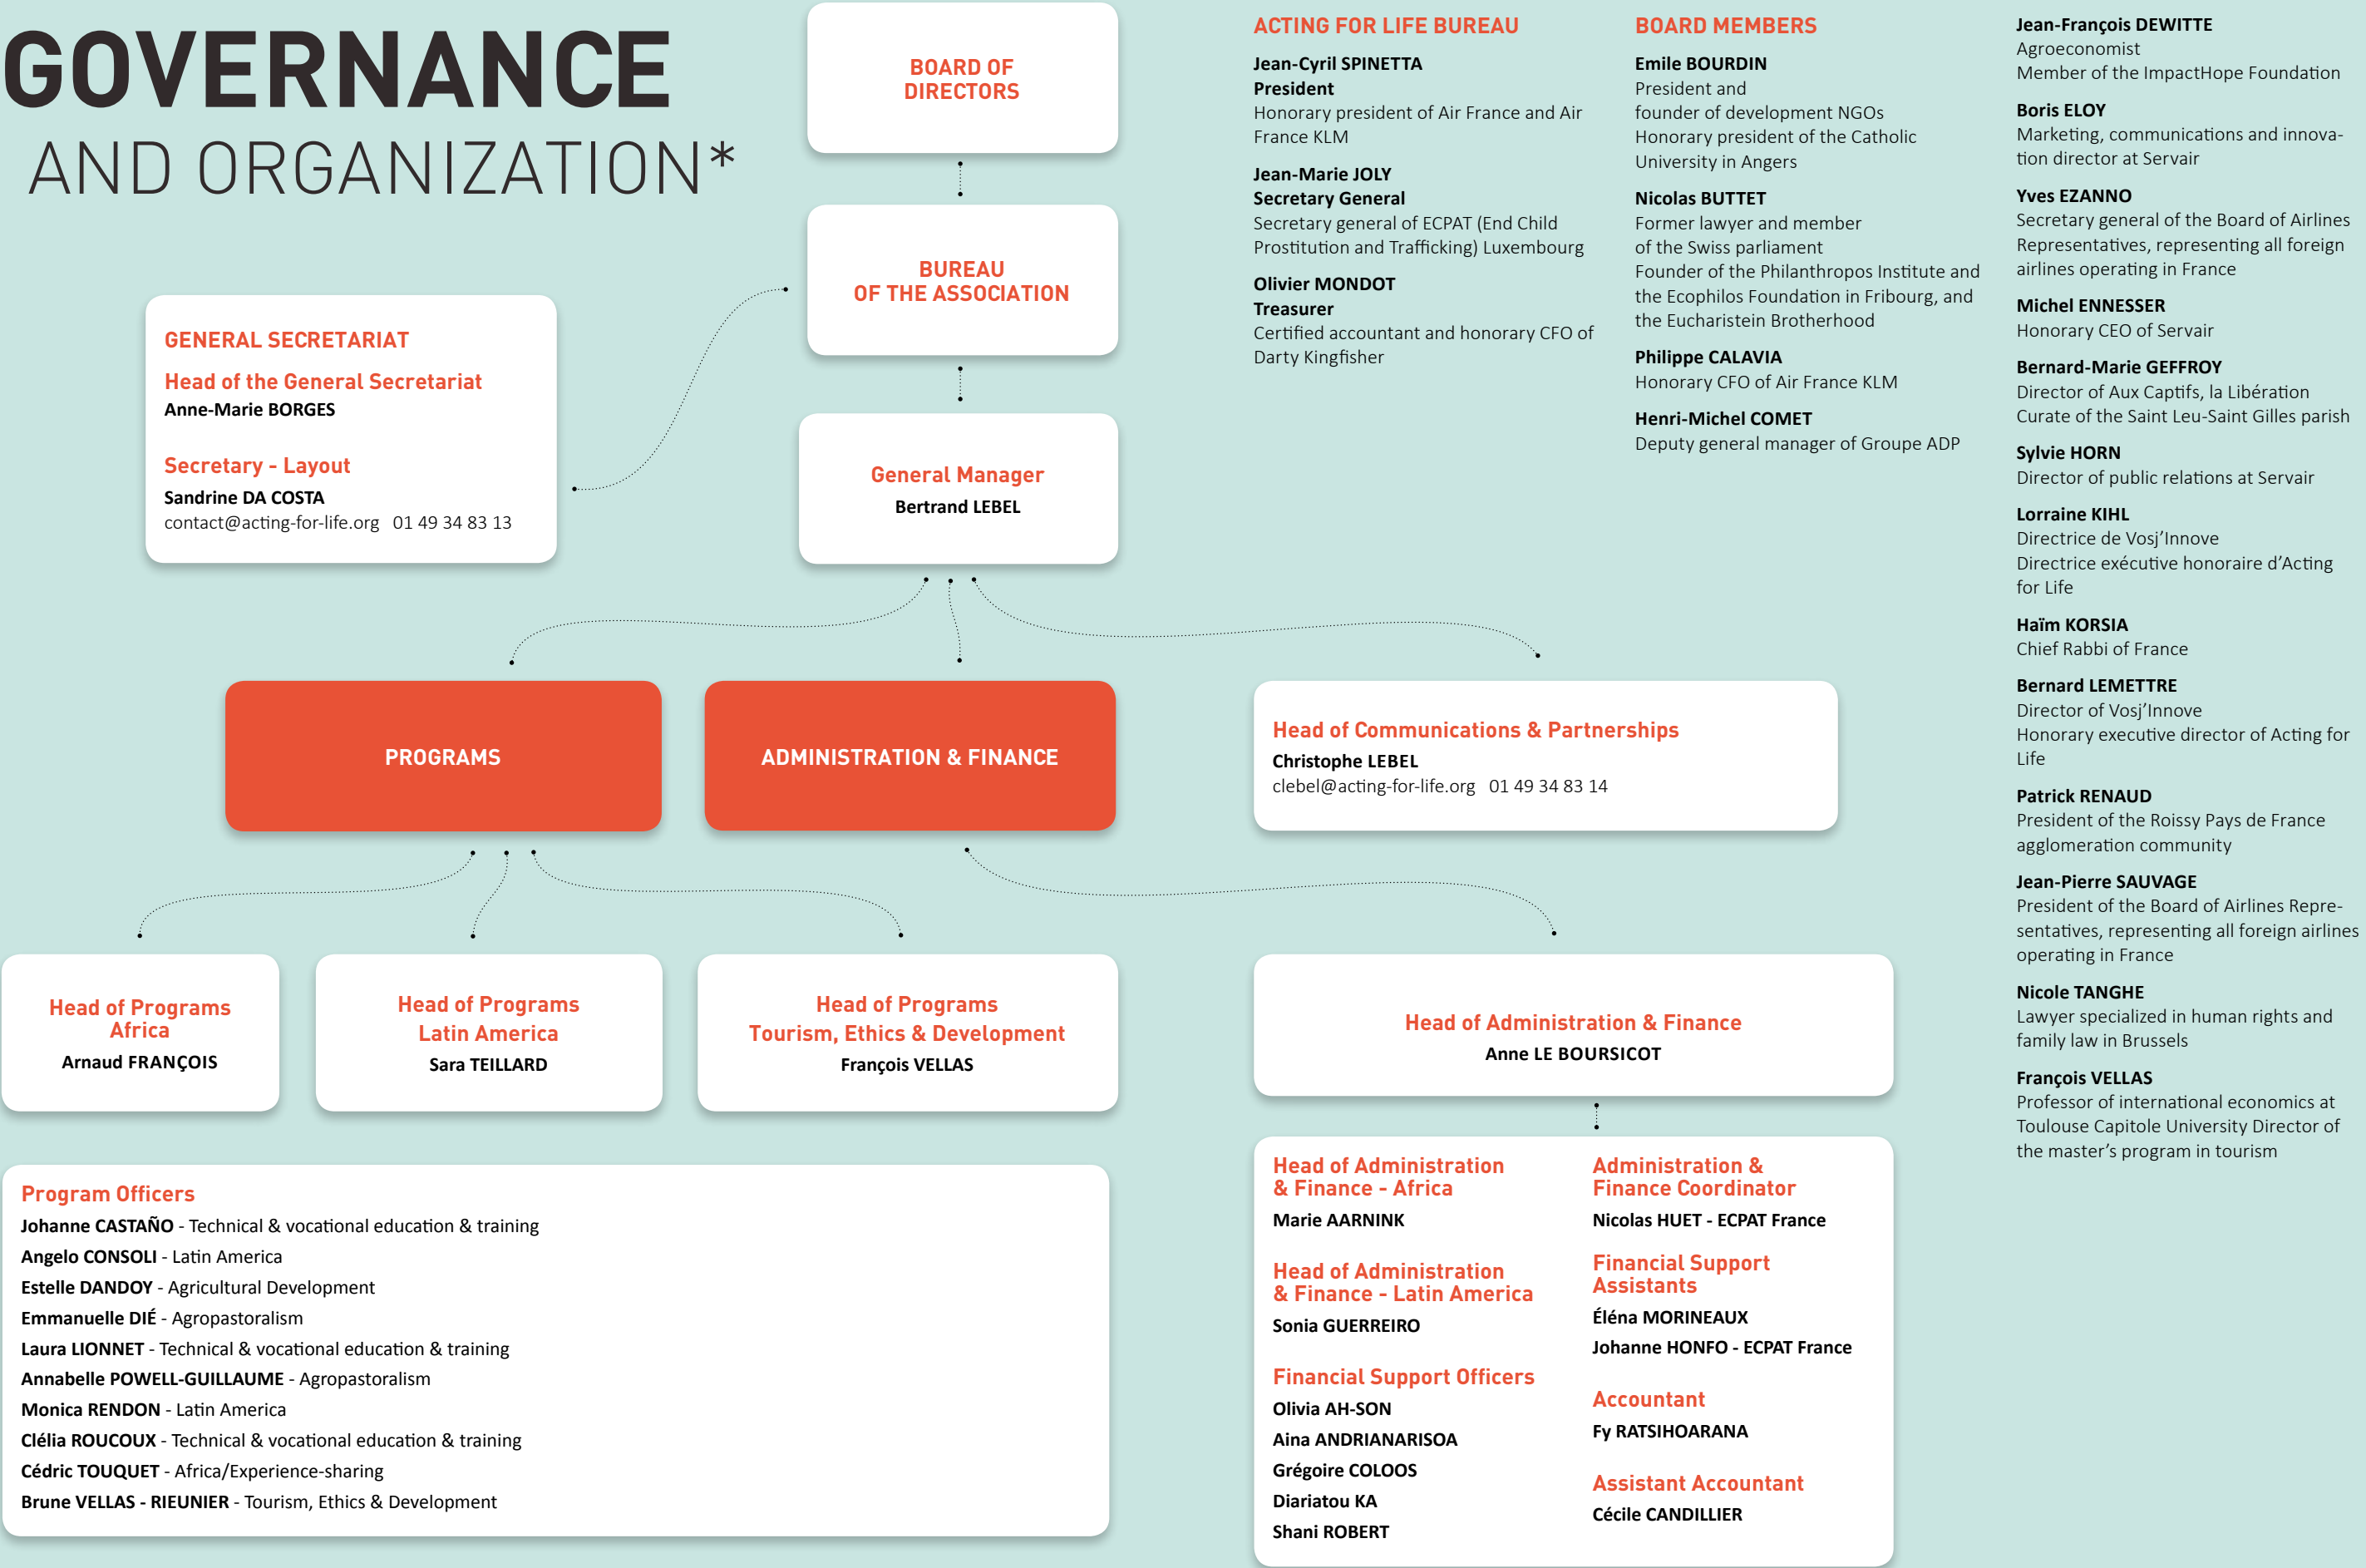 GOVERNANCE
AND ORGANIZATION*
BOARD OF
DIRECTORS
BUREAU
OF THE ASSOCIATION
GENERAL SECRETARIAT
Head of the General Secretariat
Anne-Marie BORGES
Secretary - Layout
Sandrine DA COSTA
contact@acting-for-life.org 01 49 34 83 13
General Manager
Bertrand LEBEL
PROGRAMS
ADMINISTRATION & FINANCE
Head of Communications & Partnerships
Christophe LEBEL
clebel@acting-for-life.org 01 49 34 83 14
Head of Programs
Africa
Arnaud FRANÇOIS
Head of Programs
Latin America
Sara TEILLARD
Head of Programs
Tourism, Ethics & Development
François VELLAS
Head of Administration & Finance
Anne LE BOURSICOT
Program Officers
Johanne CASTAÑO - Technical & vocational education & training
Angelo CONSOLI - Latin America
Estelle DANDOY - Agricultural Development
Emmanuelle DIÉ - Agropastoralism
Laura LIONNET - Technical & vocational education & training
Annabelle POWELL-GUILLAUME - Agropastoralism
Monica RENDON - Latin America
Clélia ROUCOUX - Technical & vocational education & training
Cédric TOUQUET - Africa/Experience-sharing
Brune VELLAS - RIEUNIER - Tourism, Ethics & Development
Head of Administration
& Finance - Africa
Marie AARNINK
Head of Administration
& Finance - Latin America
Sonia GUERREIRO
Financial Support Officers
Olivia AH-SON
Aina ANDRIANARISOA
Grégoire COLOOS
Diariatou KA
Shani ROBERT
Administration &
Finance Coordinator
Nicolas HUET - ECPAT France
Financial Support
Assistants
Éléna MORINEAUX
Johanne HONFO - ECPAT France
Accountant
Fy RATSIHOARANA
Assistant Accountant
Cécile CANDILLIER
ACTING FOR LIFE BUREAU
Jean-Cyril SPINETTA
President
Honorary president of Air France and Air
France KLM
Jean-Marie JOLY
Secretary General
Secretary general of ECPAT (End Child
Prostitution and Trafficking) Luxembourg
Olivier MONDOT
Treasurer
Certified accountant and honorary CFO of
Darty Kingfisher
BOARD MEMBERS
Emile BOURDIN
President and
founder of development NGOs
Honorary president of the Catholic
University in Angers
Nicolas BUTTET
Former lawyer and member
of the Swiss parliament
Founder of the Philanthropos Institute and
the Ecophilos Foundation in Fribourg, and
the Eucharistein Brotherhood
Philippe CALAVIA
Honorary CFO of Air France KLM
Henri-Michel COMET
Deputy general manager of Groupe ADP
Jean-François DEWITTE
Agroeconomist
Member of the ImpactHope Foundation
Boris ELOY
Marketing, communications and innova-
tion director at Servair
Yves EZANNO
Secretary general of the Board of Airlines
Representatives, representing all foreign
airlines operating in France
Michel ENNESSER
Honorary CEO of Servair
Bernard-Marie GEFFROY
Director of Aux Captifs, la Libération
Curate of the Saint Leu-Saint Gilles parish
Sylvie HORN
Director of public relations at Servair
Lorraine KIHL
Directrice de Vosj’Innove
Directrice exécutive honoraire d’Acting
for Life
Haïm KORSIA
Chief Rabbi of France
Bernard LEMETTRE
Director of Vosj’Innove
Honorary executive director of Acting for
Life
Patrick RENAUD
President of the Roissy Pays de France
agglomeration community
Jean-Pierre SAUVAGE
President of the Board of Airlines Repre-
sentatives, representing all foreign airlines
operating in France
Nicole TANGHE
Lawyer specialized in human rights and
family law in Brussels
François VELLAS
Professor of international economics at
Toulouse Capitole University Director of
the master’s program in tourism